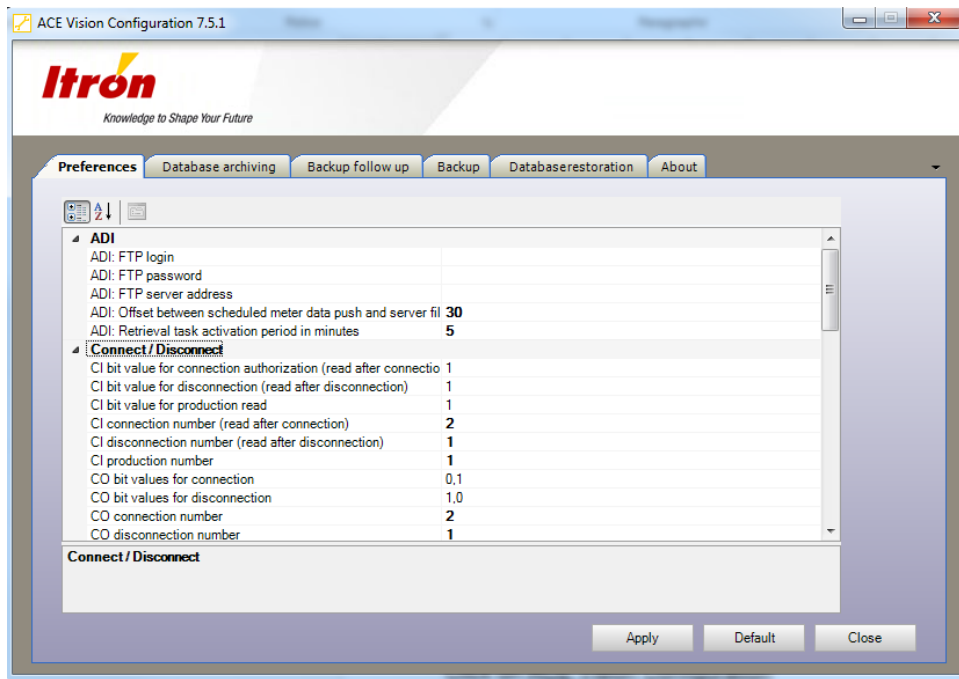 ACE Vision Configuration 7.5.1
Itron
Knowledge to Shape Your Future
Preferences Database archiving Backup follow up Backup Databaserestoration About
ADI
ADI: FTP login
ADI: FTP password
ADI: FTP server address
ADI: Offset between scheduled meter data push and server fil 30
ADI: Retrieval task activation period in minutes 5
Connect / Disconnect
CI bit value for connection authorization (read after connectio 1
CI bit value for disconnection (read after disconnection) 1
CI bit value for production read 1
CI connection number (read after connection) 2
CI disconnection number (read after disconnection) 1
CI production number 1
CO bit values for connection 0,1
CO bit values for disconnection 1,0
CO connection number 2
CO disconnection number 1
Connect / Disconnect
Apply Default Close